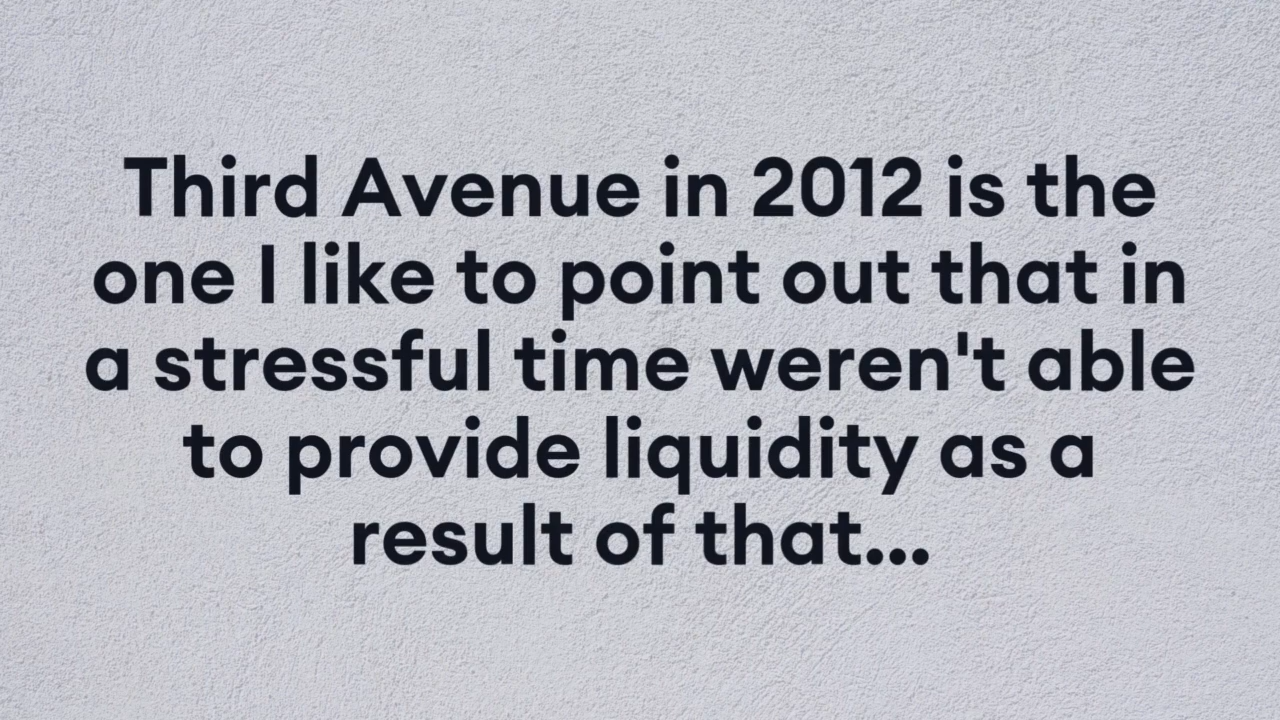 Third Avenue in 2012 is the
one I like to point out that in
a stressful time weren't able
to provide liquidity as a
result of that...